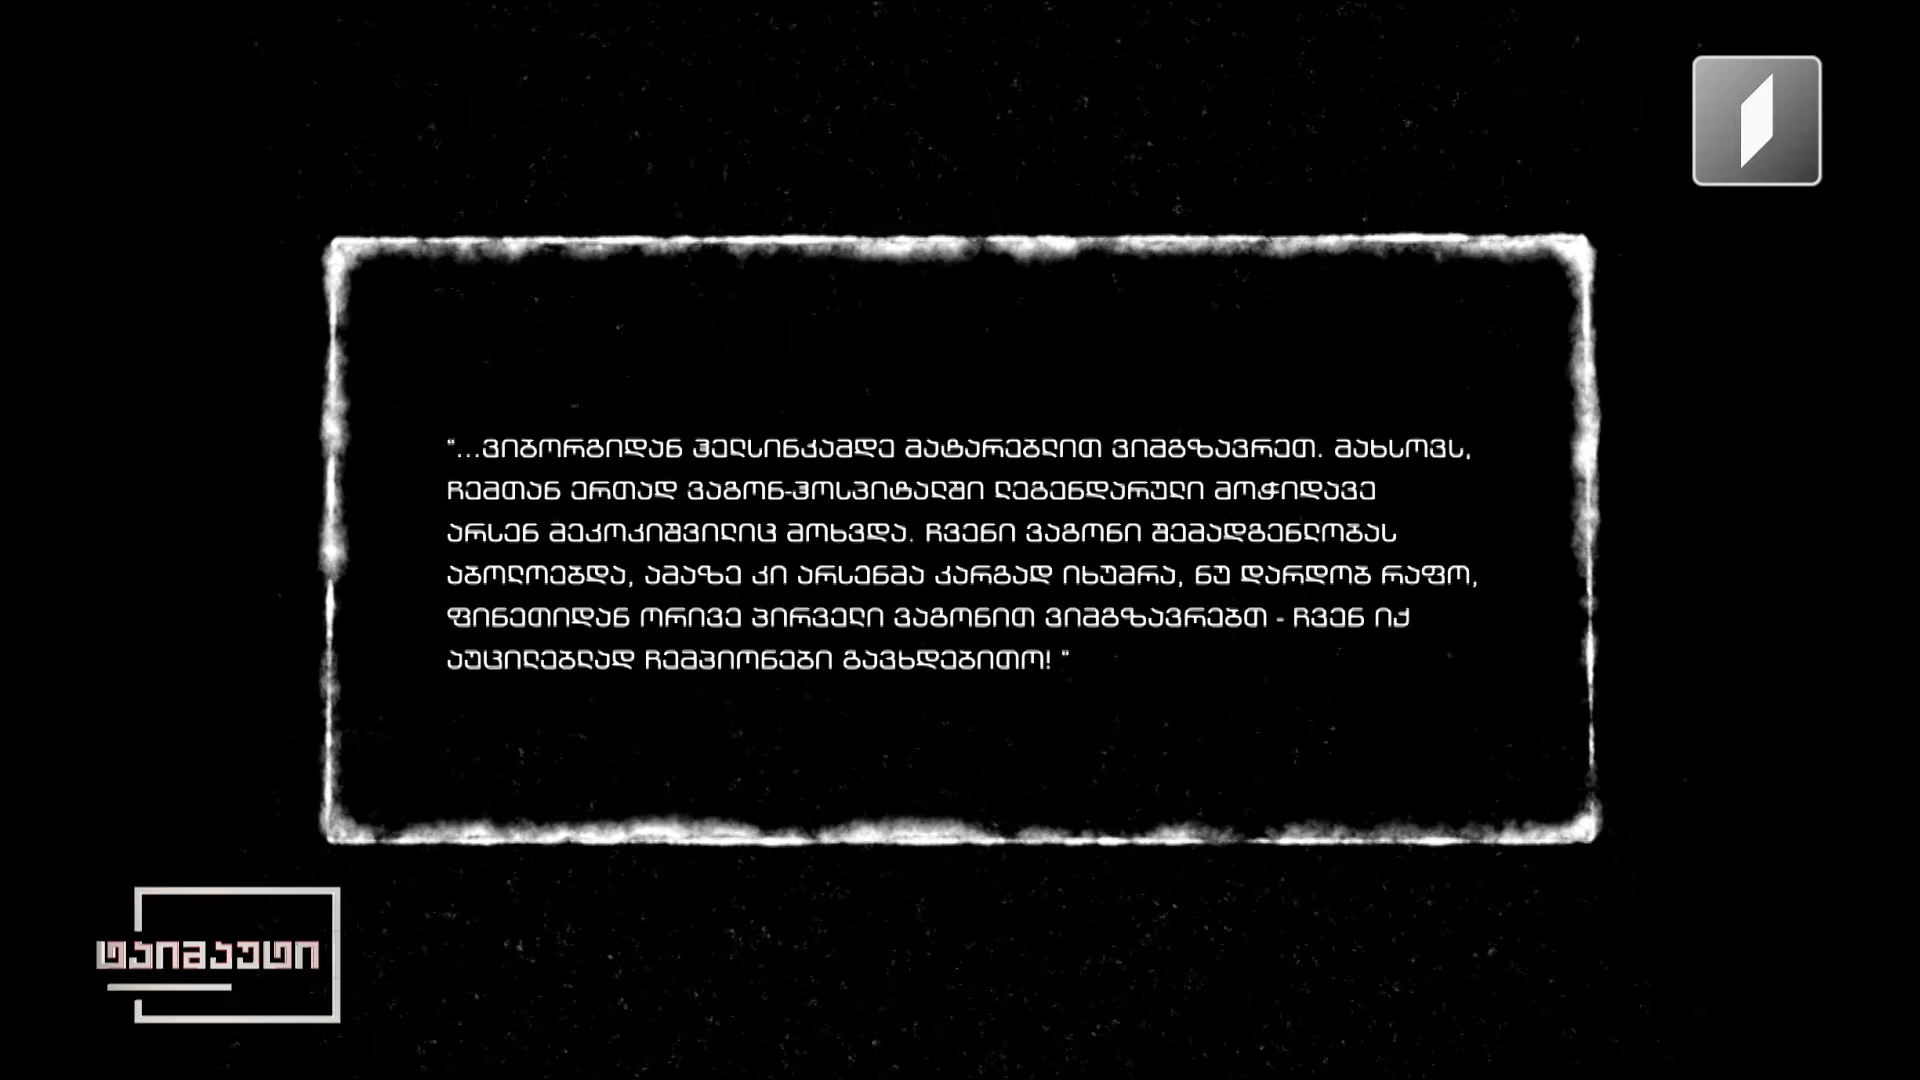 "...ვიბორგიდან ჰელსინკამდე მატარებლით ვიმგზავრეთ. მახსოვს,
ჩემთან ერთად ვაგონ-ჰოსპიტალში ლეგენდარული მოჭიდავე
არსენ მეკოკიშვილიც მოხვდა. ჩვენი ვაგონი შემადგენლობას
აბოლოებდა, ამაზე კი არსენმა კარგად იხუმრა, ნუ დარდობ რაფო,
ფინეთიდან ორივე პირველი ვაგონით ვიმგზავრებთ - ჩვენ იქ
აუცილებლად ჩემპიონები გავხდებითო! "
ტაიმაუტი